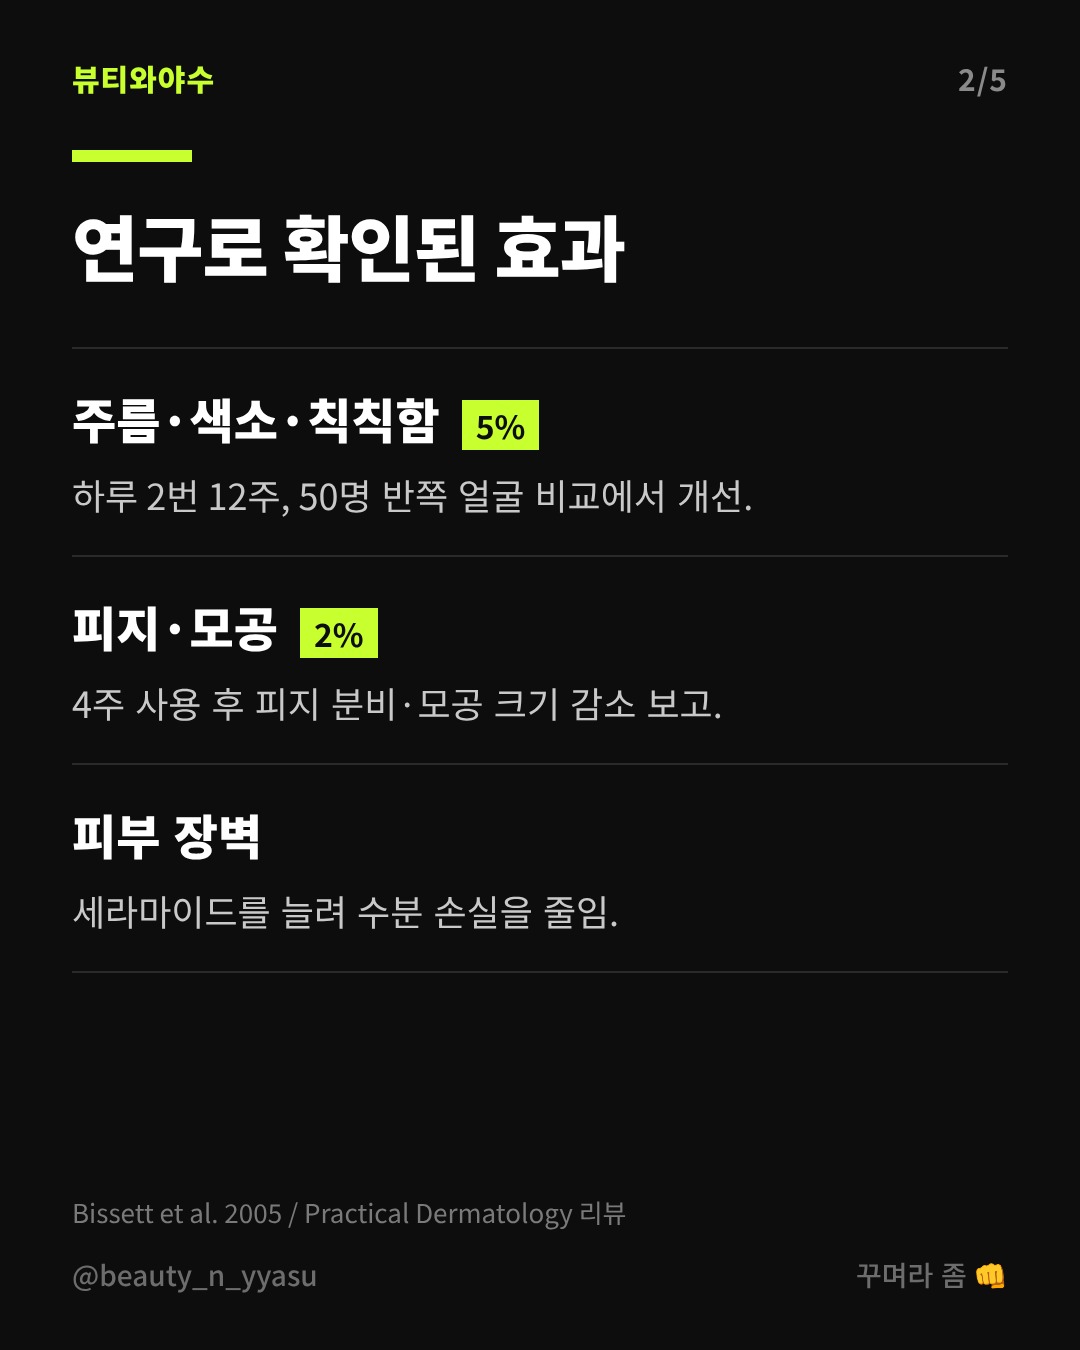 뷰티와야수
2/5
연구로 확인된 효과
주름·색소·칙칙함 5%
하루 2번 12주, 50명 반쪽 얼굴 비교에서 개선.
피지·모공 2%
4주 사용 후 피지 분비·모공 크기 감소 보고.
피부 장벽
세라마이드를 늘려 수분 손실을 줄임.
Bissett et al. 2005 / Practical Dermatology 리뷰
@beauty_n_yyasu
꾸며라 좀 👊